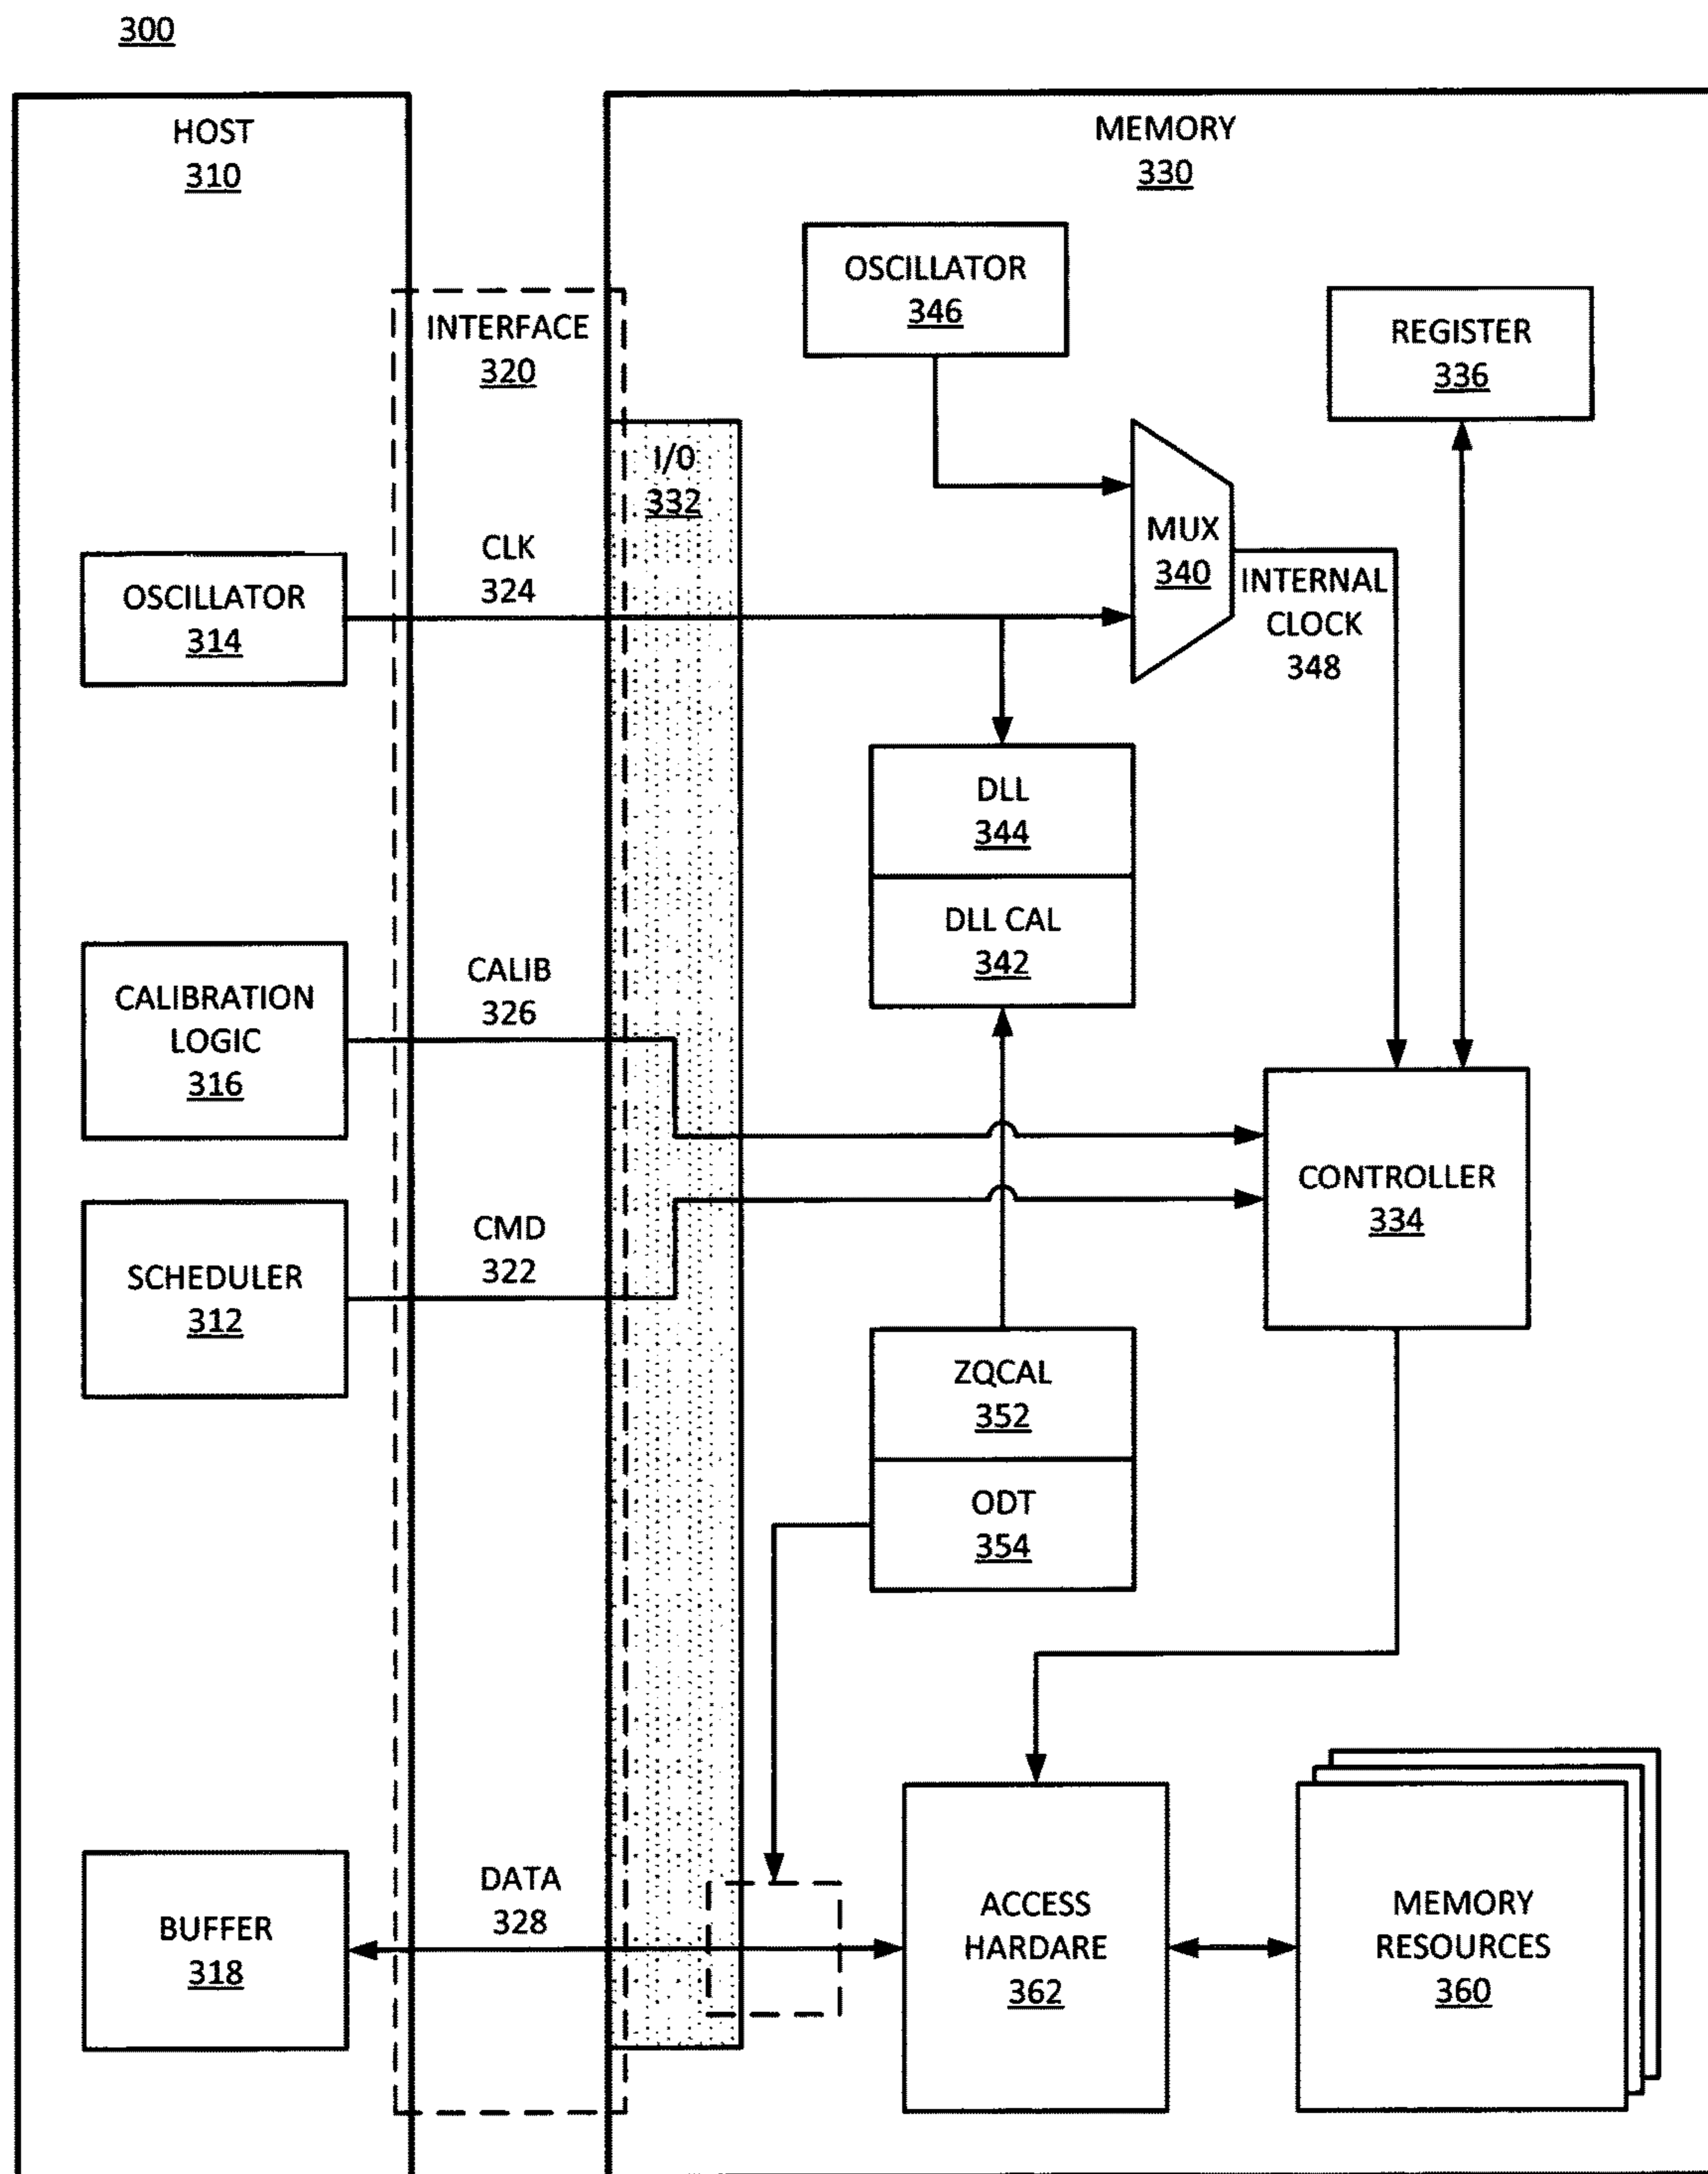 300
HOST
310
MEMORY
330
OSCILLATOR
346
REGISTER
336
INTERFACE
320
I/O
332
MUX
340
CLK
324
OSCILLATOR
314
INTERNAL
CLOCK
348
DLL
344
DLL CAL
342
CALIB
326
CALIBRATION
LOGIC
316
CONTROLLER
334
CMD
322
SCHEDULER
312
ZQCAL
352
ODT
354
DATA
328
BUFFER
318
ACCESS
HARDARE
362
MEMORY
RESOURCES
360